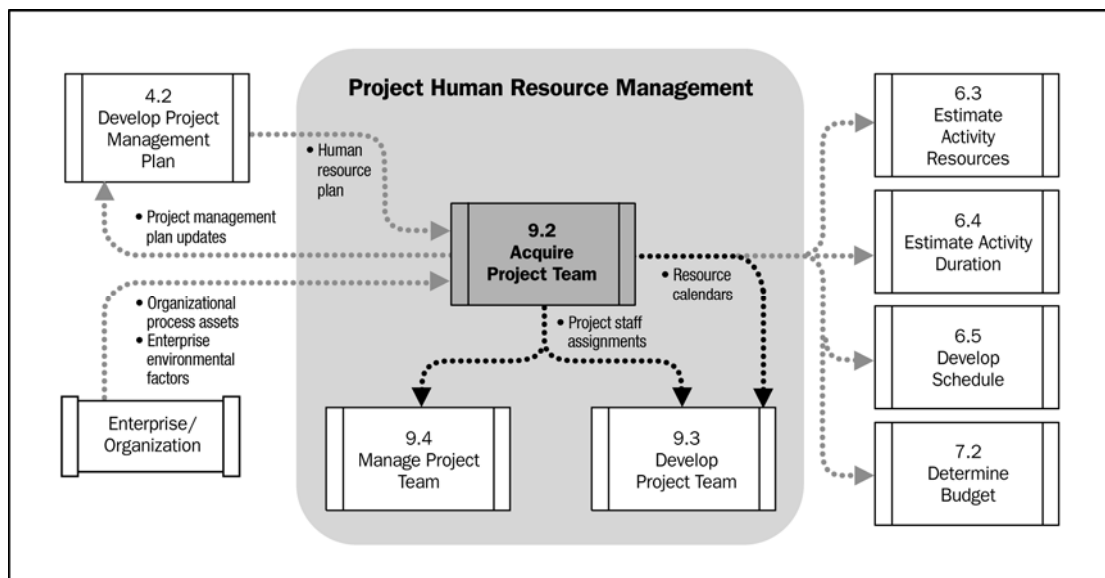 Project Human Resource Management
4.2
Develop Project
Management
Plan
• Human
resource
plan
• Project management
plan updates
9.2
Acquire
Project Team
• Organizational
process assets
• Enterprise
environmental
factors
Enterprise/
Organization
• Resource
calendars
• Project staff
assignments
9.4
Manage Project
Team
9.3
Develop
Project Team
6.3
Estimate
Activity
Resources
6.4
Estimate Activity
Duration
6.5
Develop
Schedule
7.2
Determine
Budget